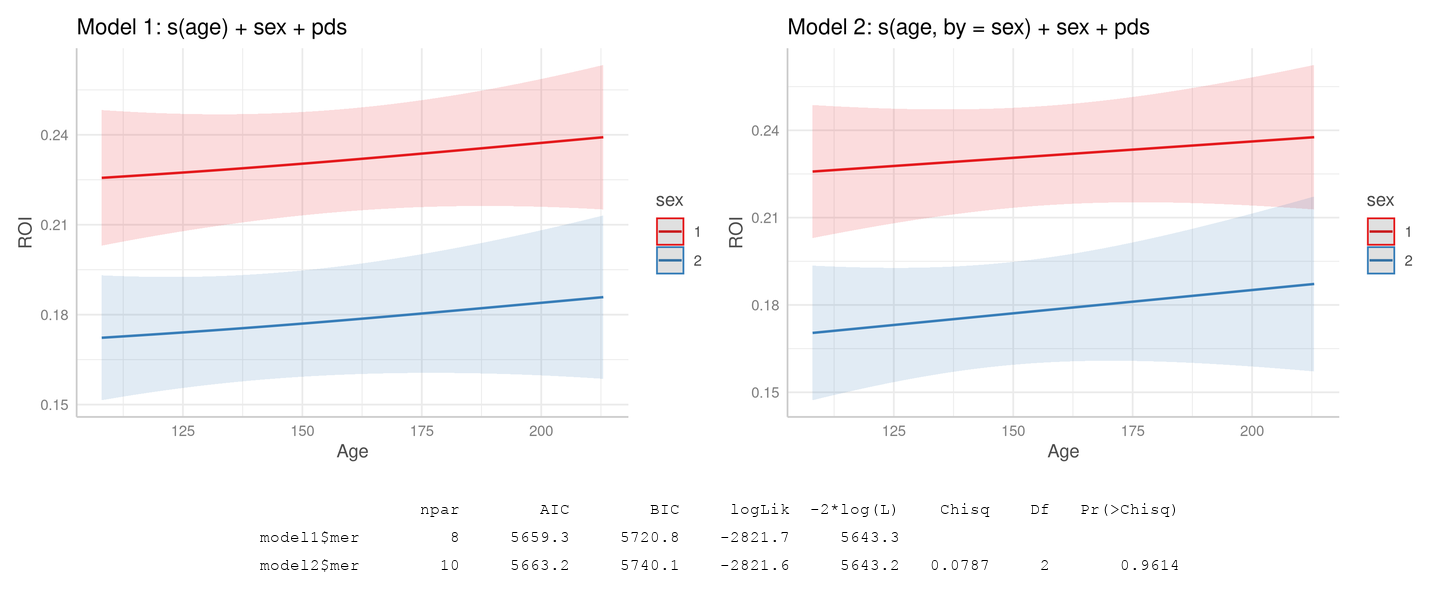 Model 1: s(age) + sex + pds
0.24
0.21
0.18
0.15
ROI
125 150 175 200
Age
sex
1
2
Model 2: s(age, by = sex) + sex + pds
0.24
0.21
0.18
0.15
ROI
125 150 175 200
Age
sex
1
2
npar AIC BIC logLik -2*log(L) Chisq Df Pr(>Chisq)
model1$mer 8 5659.3 5720.8 -2821.7 5643.3
model2$mer 10 5663.2 5740.1 -2821.6 5643.2 0.0787 2 0.9614